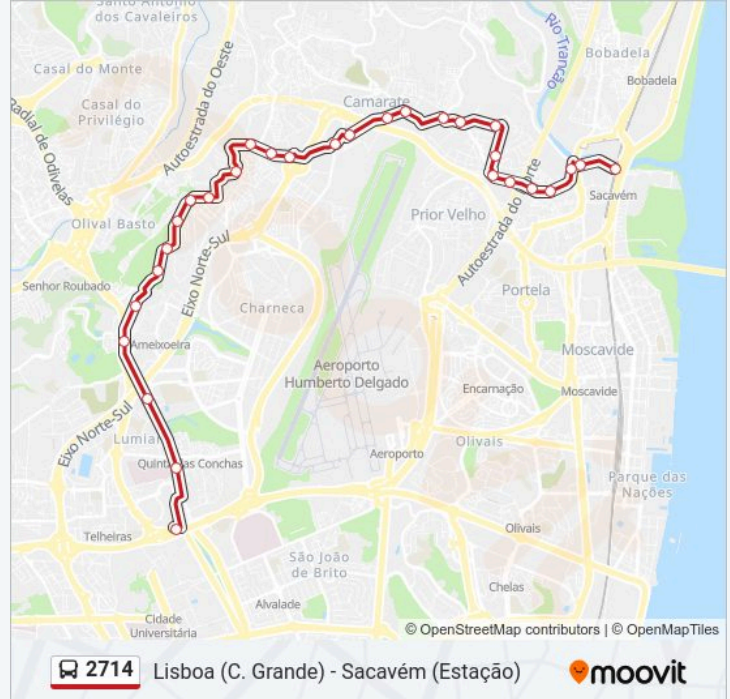 Santo António
dos Cavaleiros
Casal do Monte
Casal do
Privilégio
Radial de Odivelas
Autoestrada do Oeste
Camarate
Rio Trancão
Bobadela
Bobadela
Olival Basto
Eixo Norte-Sul
Prior Velho
Autoestrada do Norte
Sacavém
Senhor Roubado
Charneca
Portela
Ameixoeira
Moscavide
Aeroporto
Humberto Delgado
Encarnação
Moscavide
Eixo Norte-Sul
Lumiar
Quinta das Conchas
Aeroporto
Olivais
Parque das
Nações
Telheiras
Olivais
São João
de Brito
Chelas
Alvalade
Cidade
Universitária
© OpenStreetMap contributors | © OpenMapTiles
2714 Lisboa (C. Grande) - Sacavém (Estação) moovit